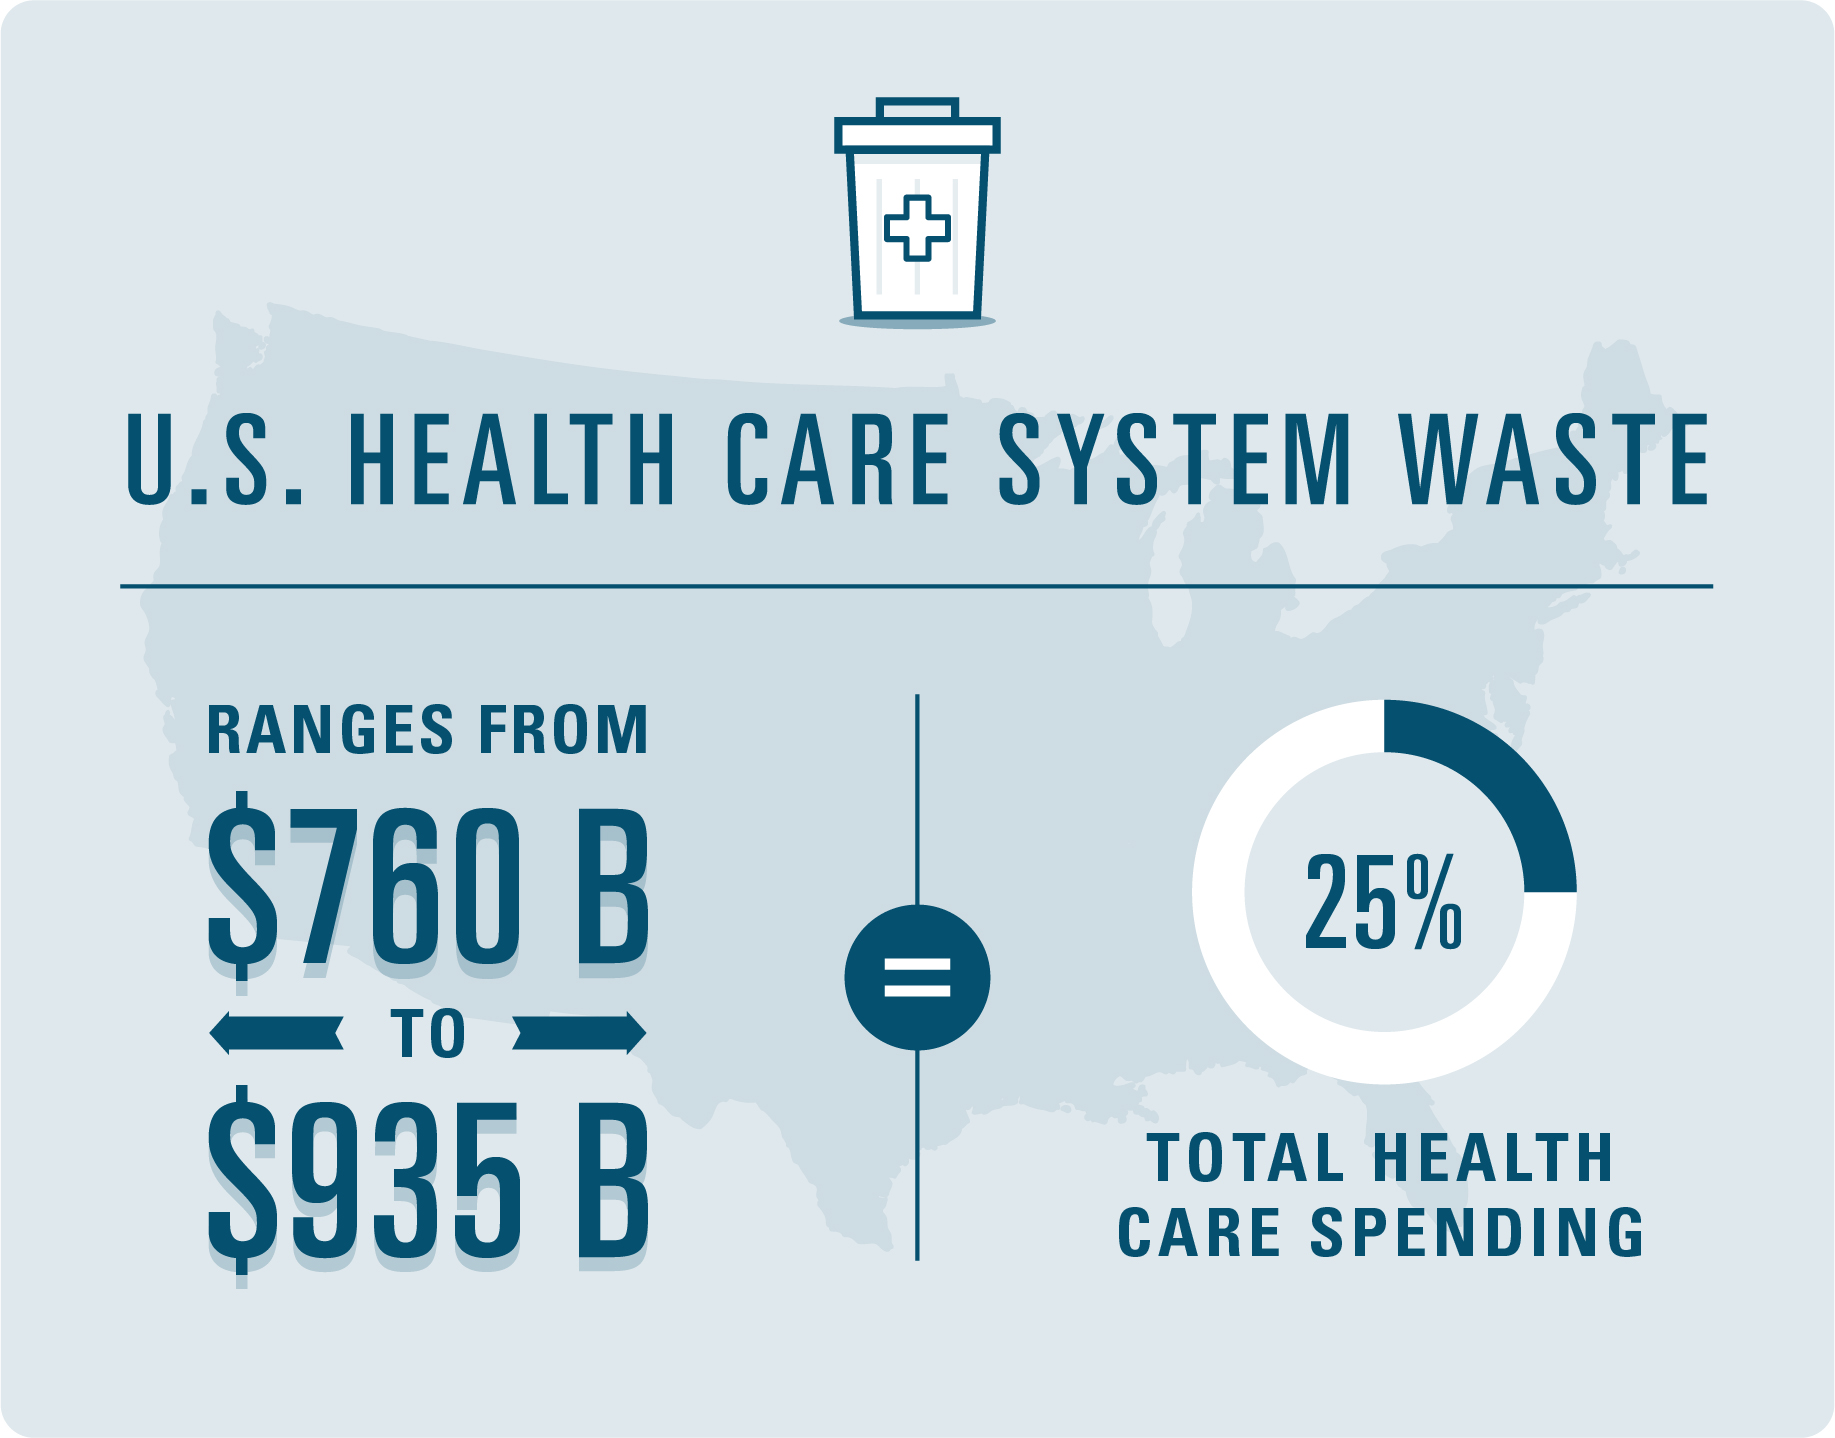 U.S. HEALTH CARE SYSTEM WASTE
RANGES FROM
$760 B
TO
$935 B
=
25%
TOTAL HEALTH
CARE SPENDING